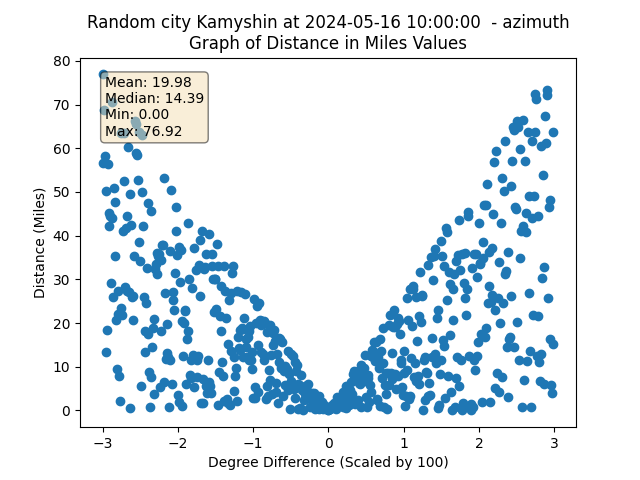 Random city Kamyshin at 2024-05-16 10:00:00  - azimuth
Graph of Distance in Miles Values
80
70
60
50
40
30
20
10
0
Mean: 19.98
Median: 14.39
Min: 0.00
Max: 76.92
Distance (Miles)
−3
−2
−1
0
1
2
3
Degree Difference (Scaled by 100)